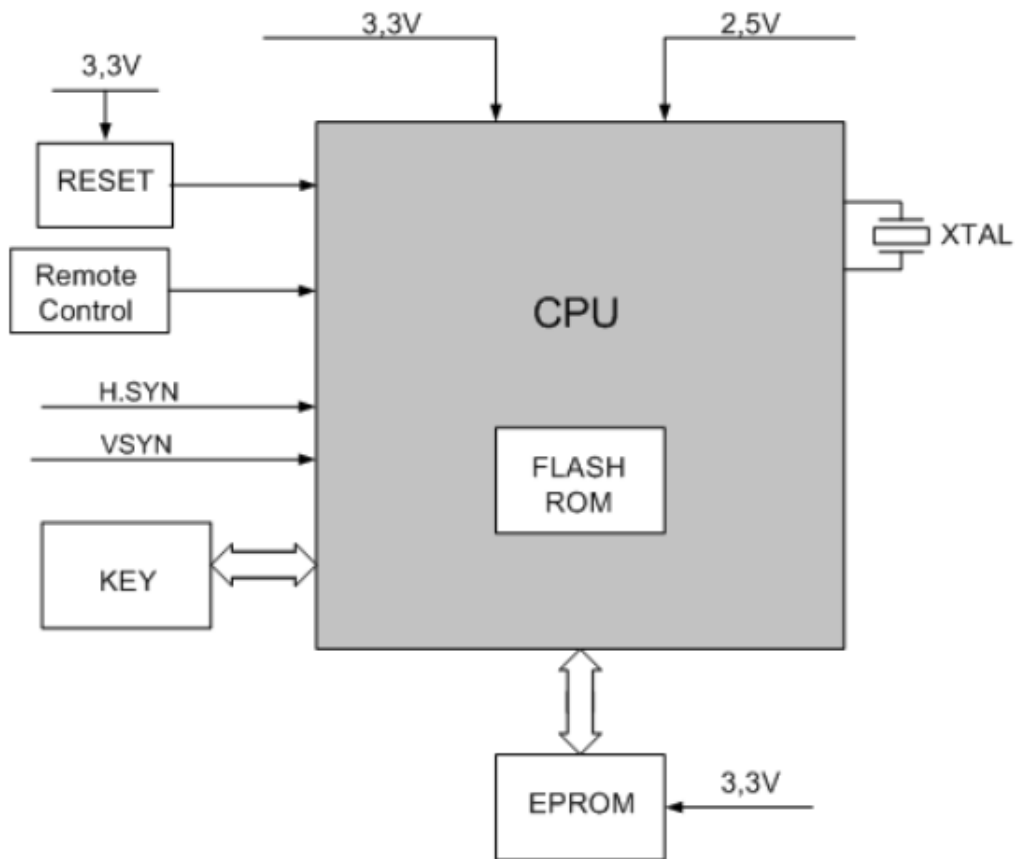 3,3V
2,5V
3,3V
RESET
XTAL
Remote
Control
CPU
H.SYN
VSYN
FLASH
ROM
KEY
EPROM
3,3V